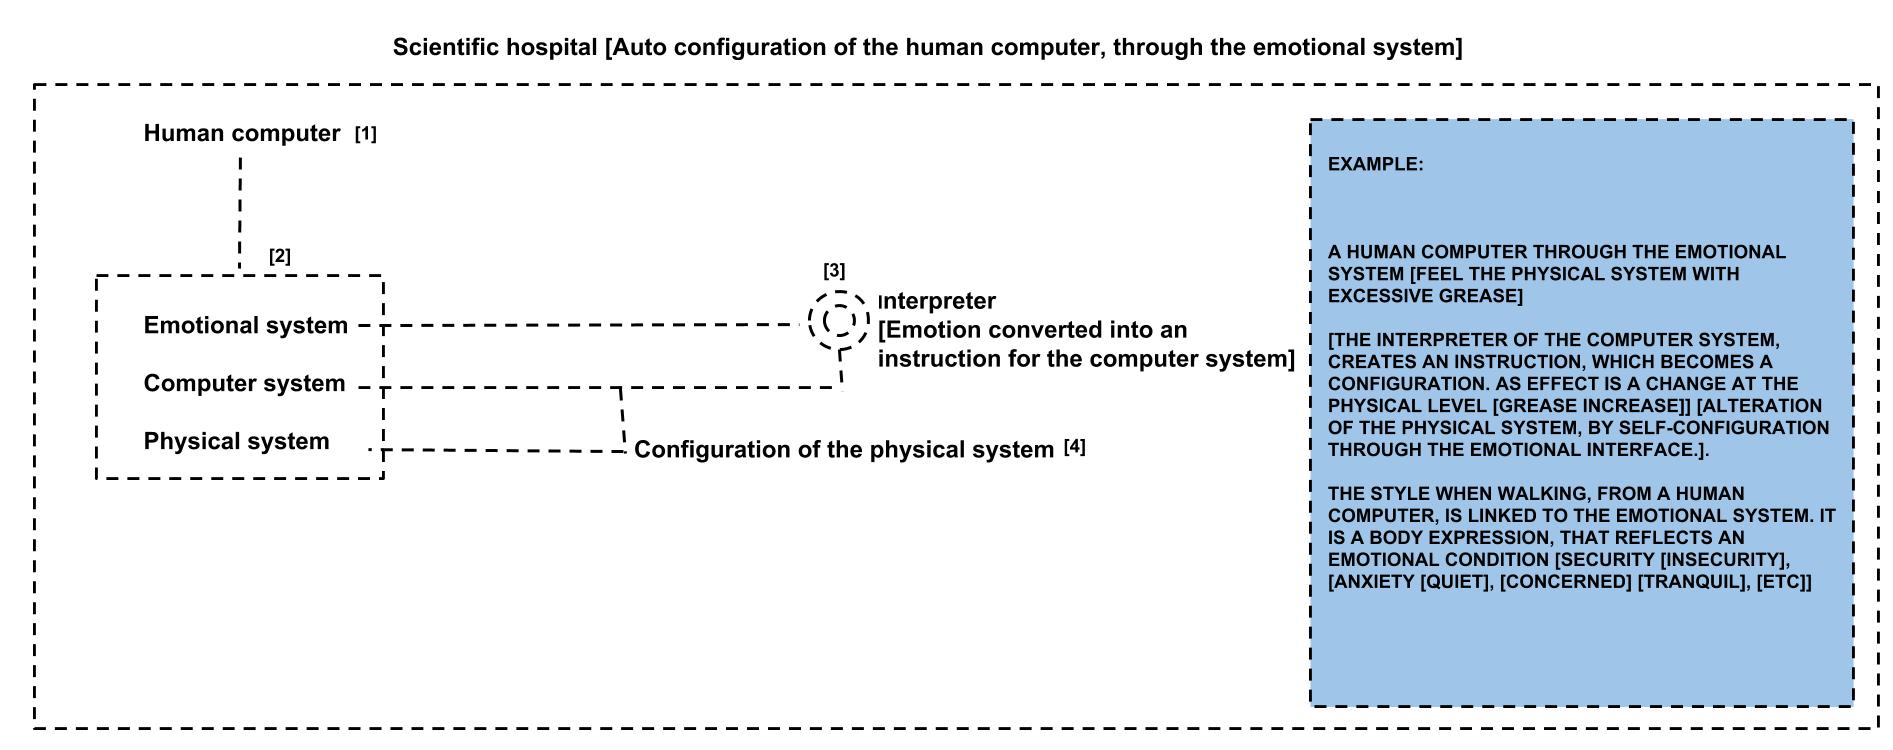 Scientific hospital [Auto configuration of the human computer, through the emotional system]
Human computer [1]
[2]
Emotional system
Computer system
Physical system
[3]
Interpreter
[Emotion converted into an
instruction for the computer system]
Configuration of the physical system [4]
EXAMPLE:
A HUMAN COMPUTER THROUGH THE EMOTIONAL
SYSTEM [FEEL THE PHYSICAL SYSTEM WITH
EXCESSIVE GREASE]
[THE INTERPRETER OF THE COMPUTER SYSTEM,
CREATES AN INSTRUCTION, WHICH BECOMES A
CONFIGURATION. AS EFFECT IS A CHANGE AT THE
PHYSICAL LEVEL [GREASE INCREASE]] [ALTERATION
OF THE PHYSICAL SYSTEM, BY SELF-CONFIGURATION
THROUGH THE EMOTIONAL INTERFACE.].
THE STYLE WHEN WALKING, FROM A HUMAN
COMPUTER, IS LINKED TO THE EMOTIONAL SYSTEM. IT
IS A BODY EXPRESSION, THAT REFLECTS AN
EMOTIONAL CONDITION [SECURITY [INSECURITY],
[ANXIETY [QUIET], [CONCERNED] [TRANQUIL], [ETC]]